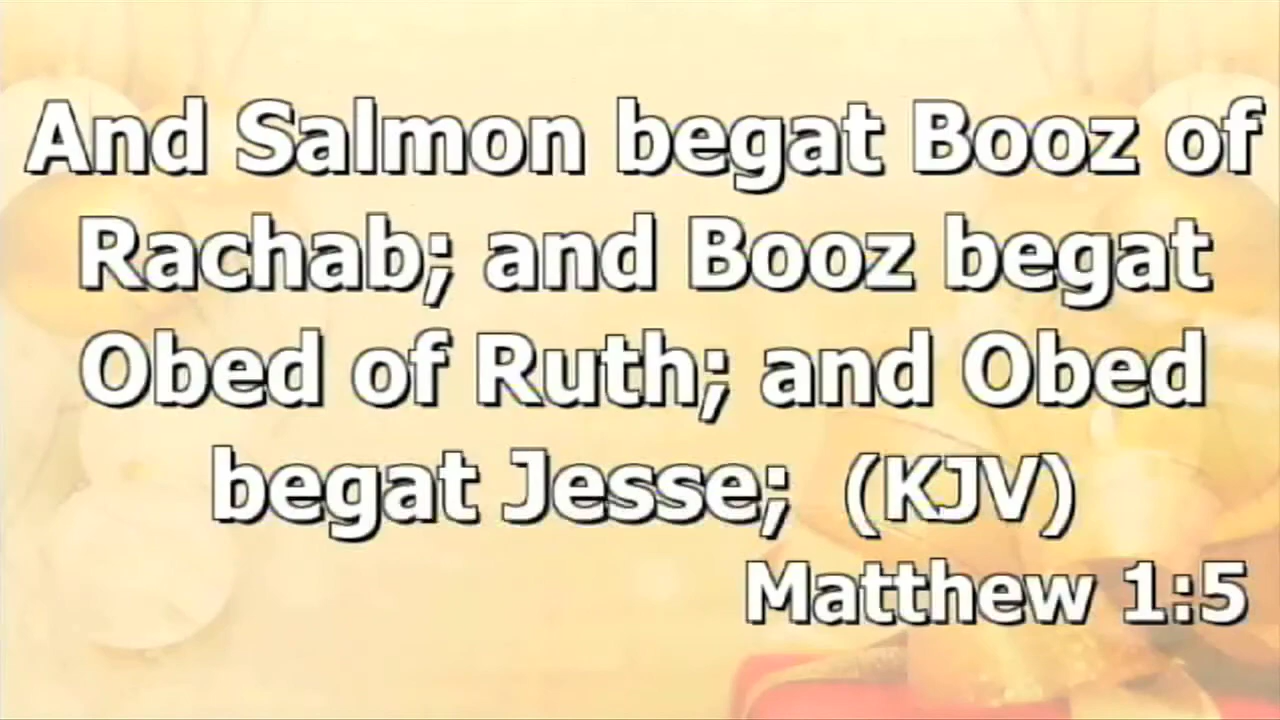 And Salmon begat Booz of
Rachab; and Booz begat
Obed of Ruth; and Obed
begat Jesse; (KJV)
Matthew 1:5